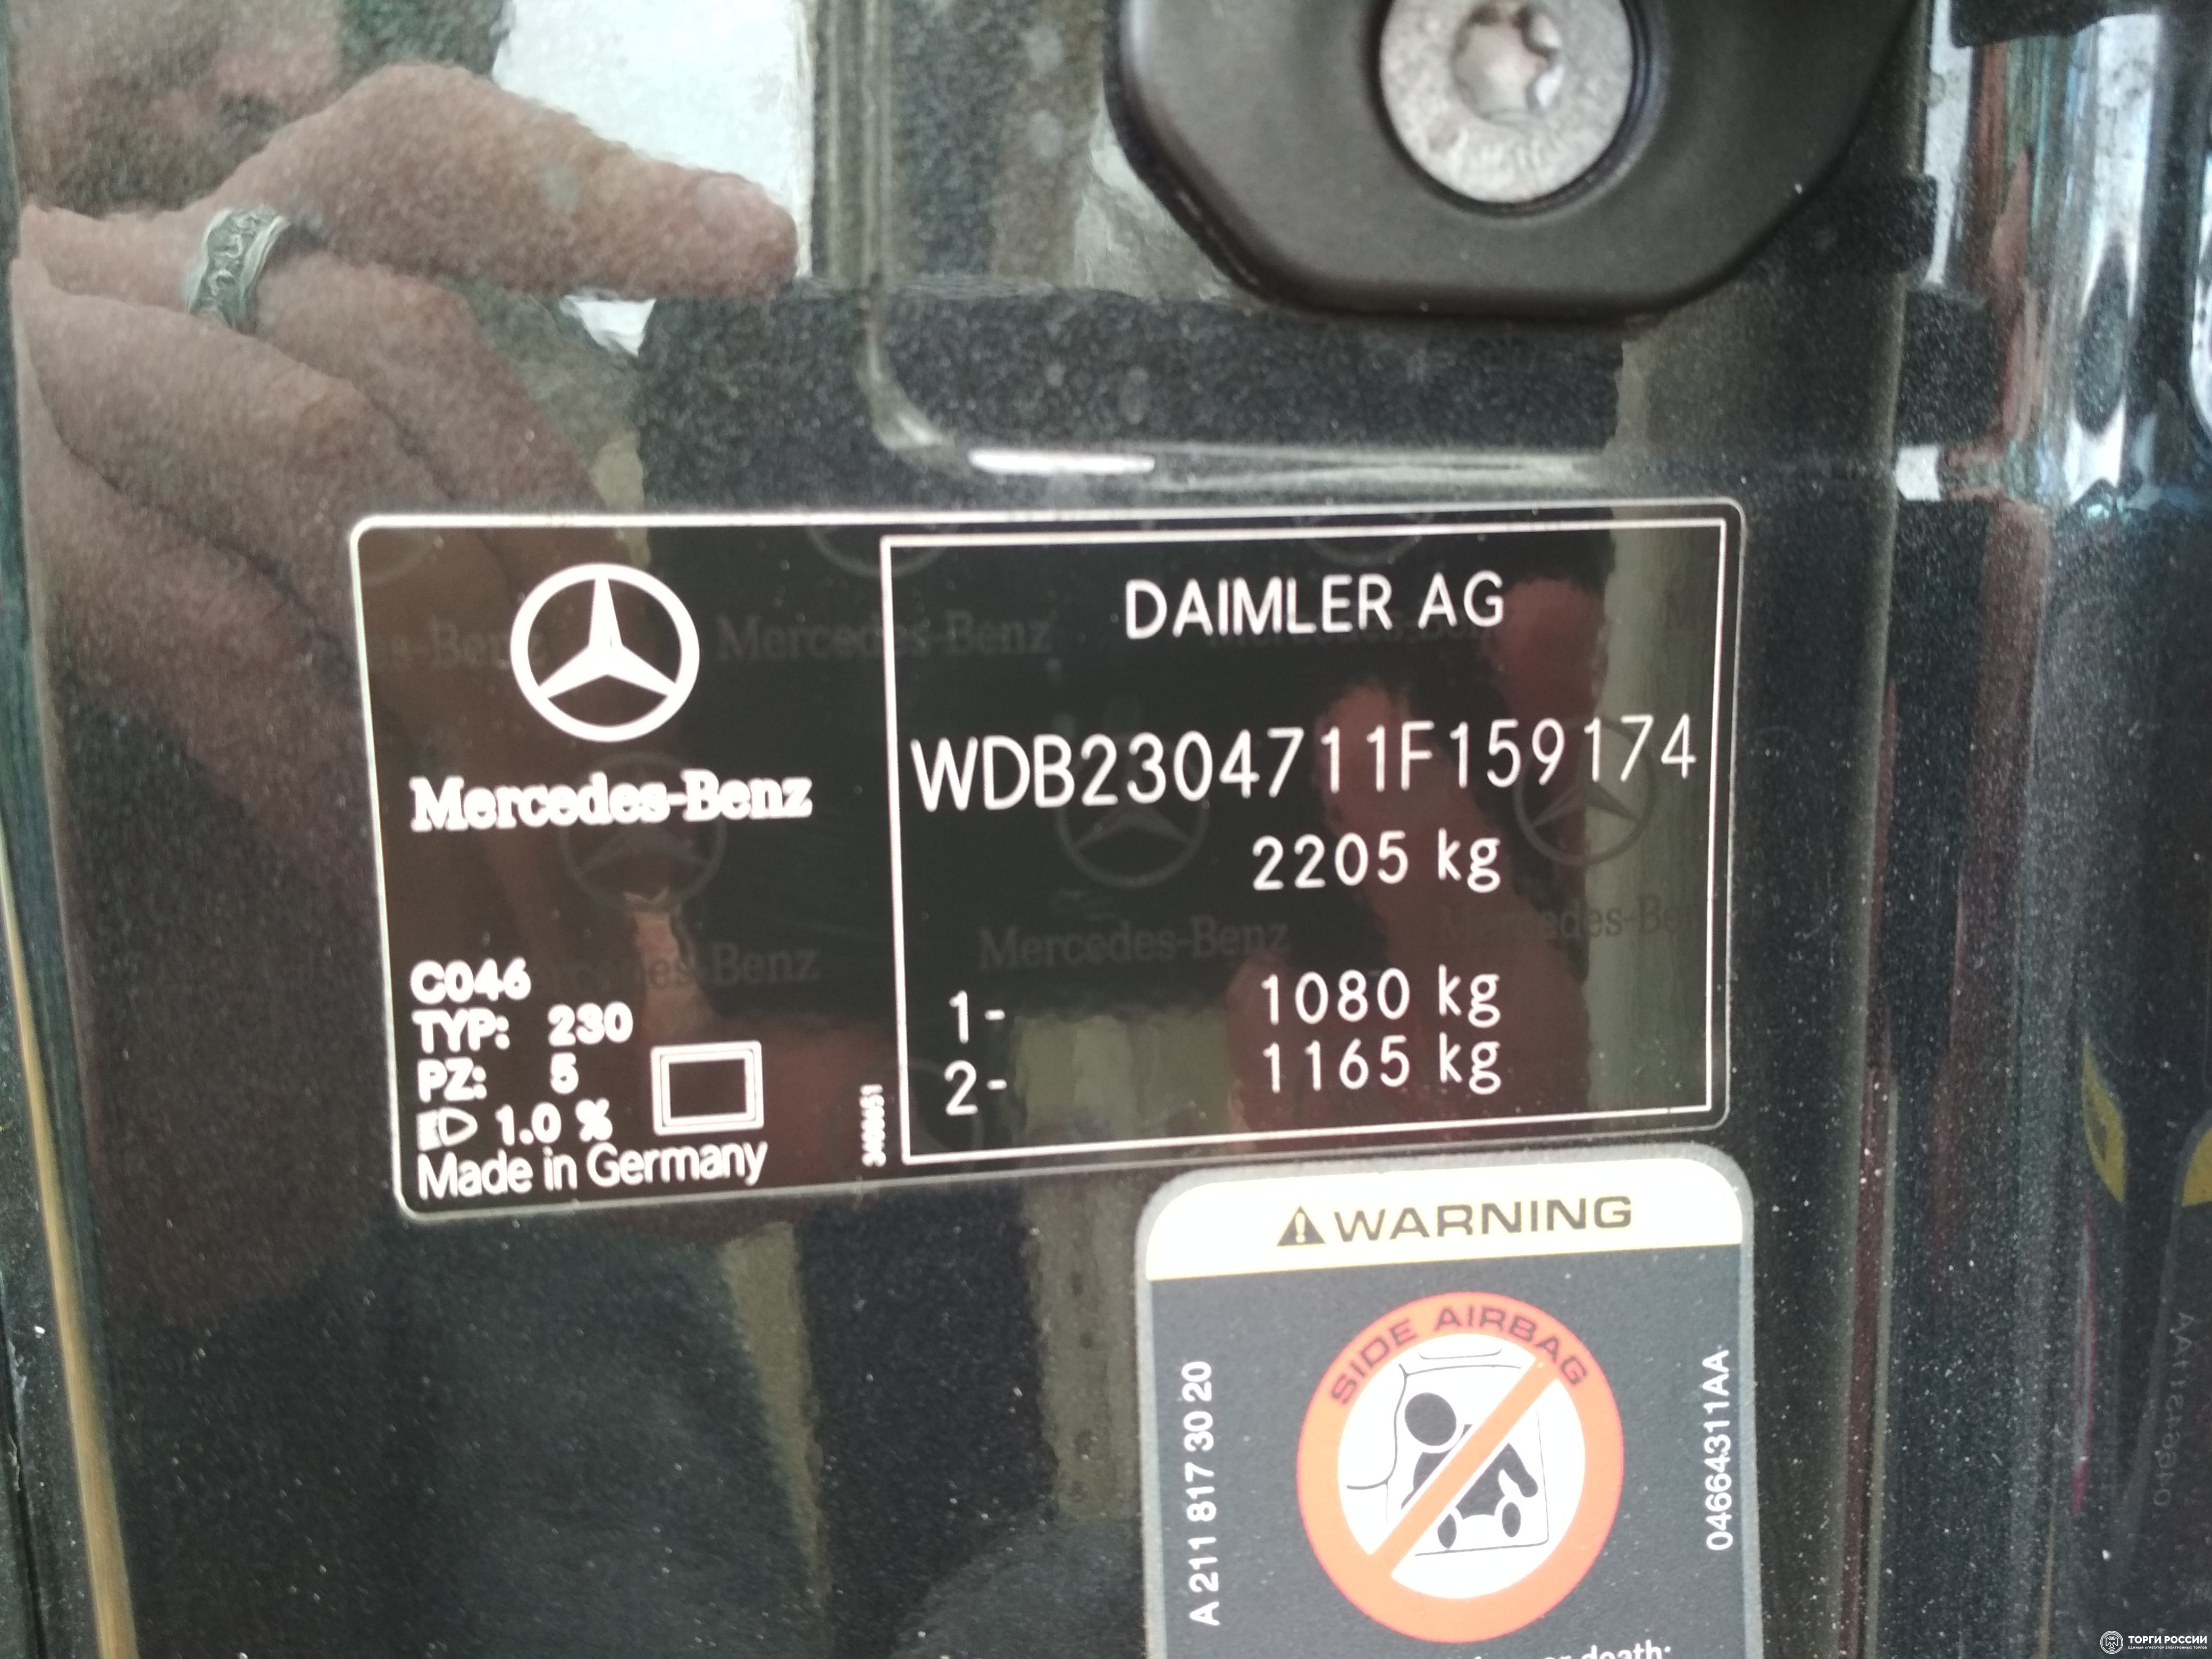 Mercedes-Benz
C046
TYP: 230
PZ: 5
1.0 %
Made in Germany
DAIMLER AG
WDB2304711F159174
2205 kg
1- 1080 kg
2- 1165 kg
WARNING
SIDE AIRBAG
A 211 817 30 20
04664311AA
death:
ТОРГИ РОССИИ